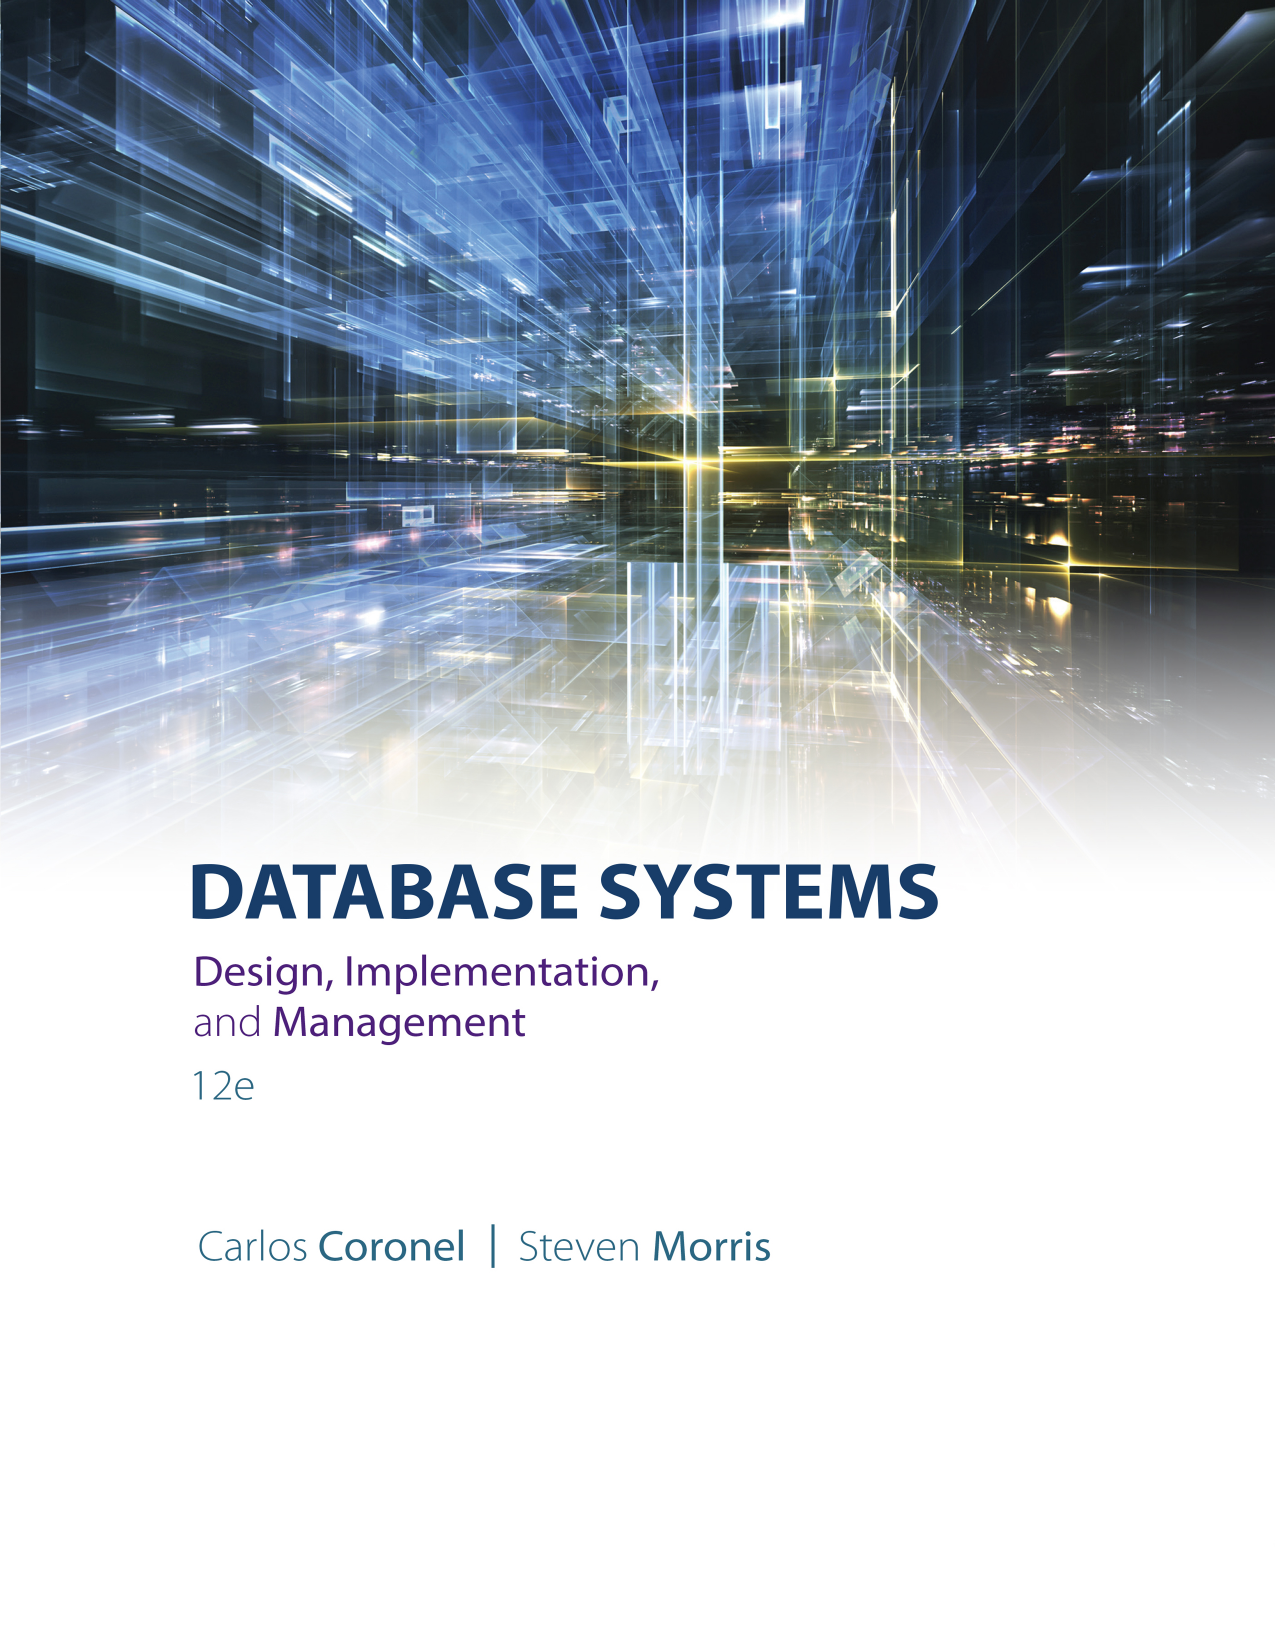 DATABASE SYSTEMS
Design, Implementation,
and Management
12e
Carlos Coronel | Steven Morris